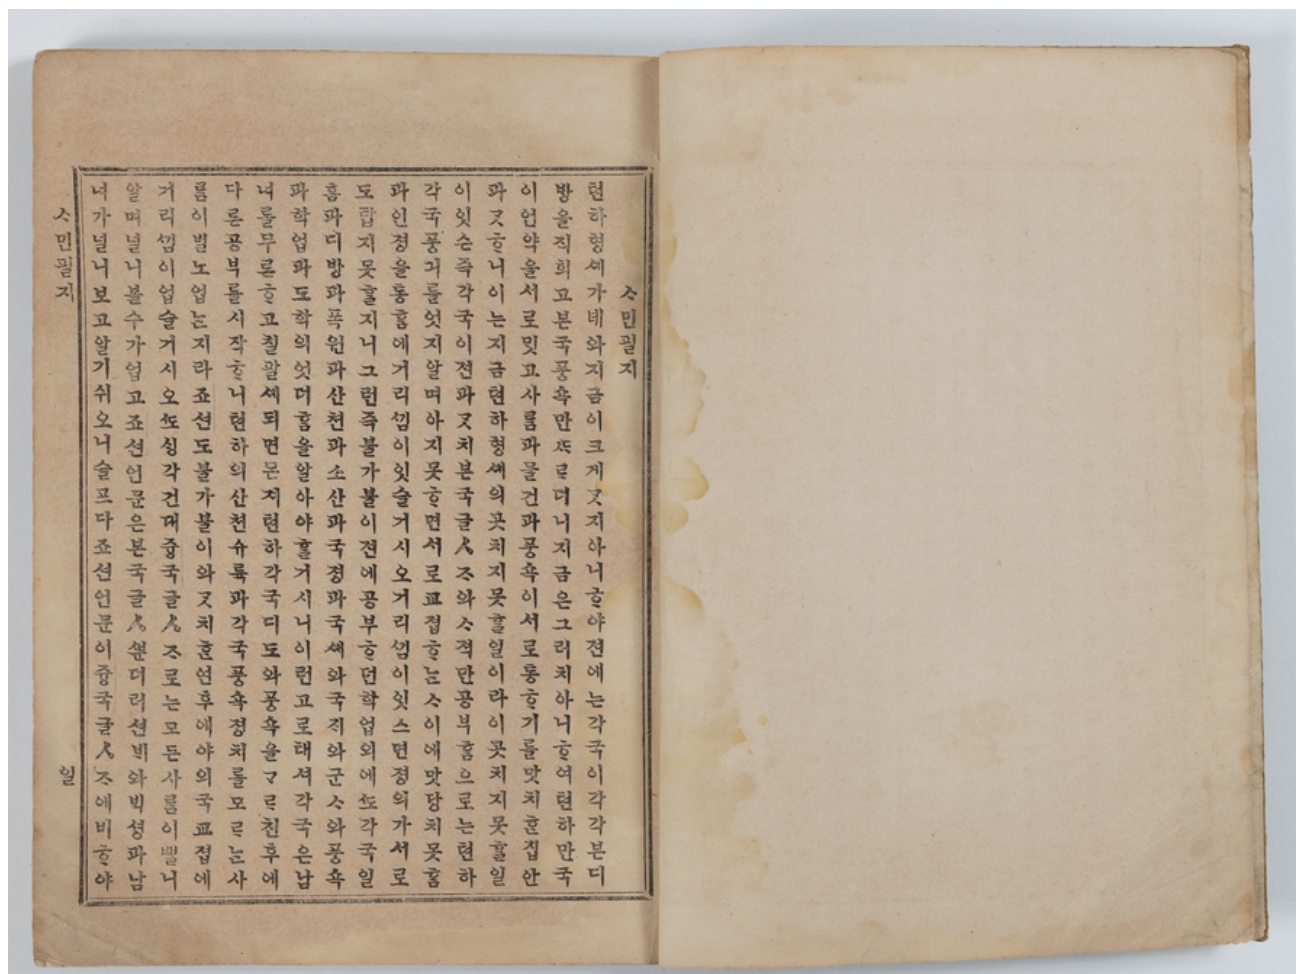 ᄉᆞ민필지
텬하형셰가녜와지금이크게ᄀᆞᆺ지아니ᄒᆞ야젼에는각국이각각본디
방을직희고본국풍쇽만ᄯᆞᄅᆞ더니지금은그러치아니ᄒᆞ여텬하만국
이언약을서로밋고사ᄅᆞᆷ과물건과풍쇽이서로통ᄒᆞ기를맛치ᄒᆞᆫ집안
과ᄀᆞᆺᄒᆞ니이는지금텬하형셰의곳치지못ᄒᆞᆯ일이라이곳치지못ᄒᆞᆯ일
이잇슨즉각국이젼과ᄀᆞᆺ치본국글ㅅᄌᆞ와ᄉᆞ젹만공부ᄒᆞᆷ으로는텬하
각국풍긔를엇지알며아지못ᄒᆞ면서로교졉ᄒᆞᄂᆞᆫᄉᆞ이에맛당치못ᄒᆞᆷ
과인졍을통ᄒᆞᆷ에거리ᄭᅵᆷ이잇슬거시오거리ᄭᅵᆷ이잇스면졍의가서로
도탑지못ᄒᆞᆯ지니그런즉불가불이젼에공부ᄒᆞ던학업외에ᄯᅩ각국일
홈과디방과폭원과산쳔과소산과국졍과국셰와국ᄌᆡ와군ᄉᆞ와풍쇽
과학업과도학의엇더ᄒᆞᆷ을알아야ᄒᆞᆯ거시니이런고로태셔각국은남
녀를무론ᄒᆞ고칠팔셰되면몬져텬하각국디도와풍쇽을ᄀᆞᄅᆞ친후에
다른공부를시작ᄒᆞ니텬하의산쳔슈륙과각국풍쇽졍치를모ᄅᆞᄂᆞᆫ사
ᄅᆞᆷ이별노업ᄂᆞᆫ지라죠션도불가불이와ᄀᆞᆺ치ᄒᆞᆫ연후에야외국교졉에
거리ᄭᅵᆷ이업슬거시오ᄯᅩᄉᆡᆼ각건대즁국글ㅅᄌᆞ로는모든사ᄅᆞᆷ이ᄲᆞᆯ니
알며널니볼수가업고죠션언문은본국글ㅅᄌᆞᄲᅮᆫ더러션ᄇᆡ와ᄇᆡᆨ셩과남
녀가널니보고알기쉬오니슬프다죠션언문이즁국글ㅅᄌᆞ에비ᄒᆞ야
ᄉᆞ민필지
일